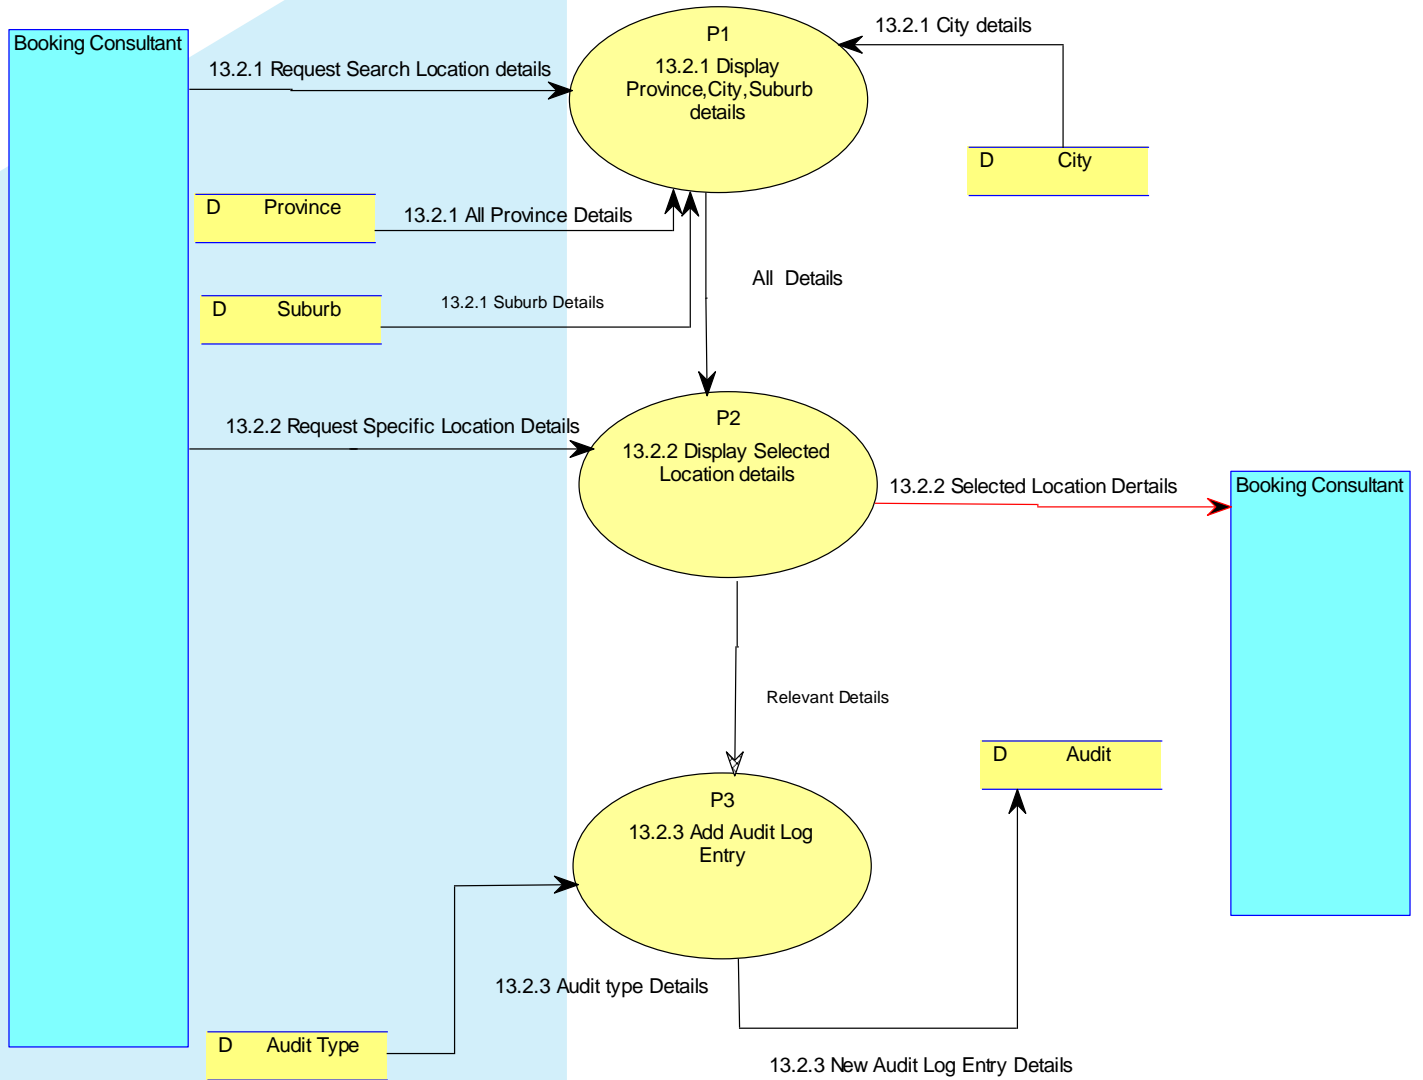 Booking Consultant
13.2.1 Request Search Location details
P1
13.2.1 Display
Province,City,Suburb
details
13.2.1 City details
D City
D Province
13.2.1 All Province Details
D Suburb
13.2.1 Suburb Details
All Details
13.2.2 Request Specific Location Details
P2
13.2.2 Display Selected
Location details
13.2.2 Selected Location Dertails
Booking Consultant
Relevant Details
D Audit
P3
13.2.3 Add Audit Log
Entry
13.2.3 Audit type Details
D Audit Type
13.2.3 New Audit Log Entry Details